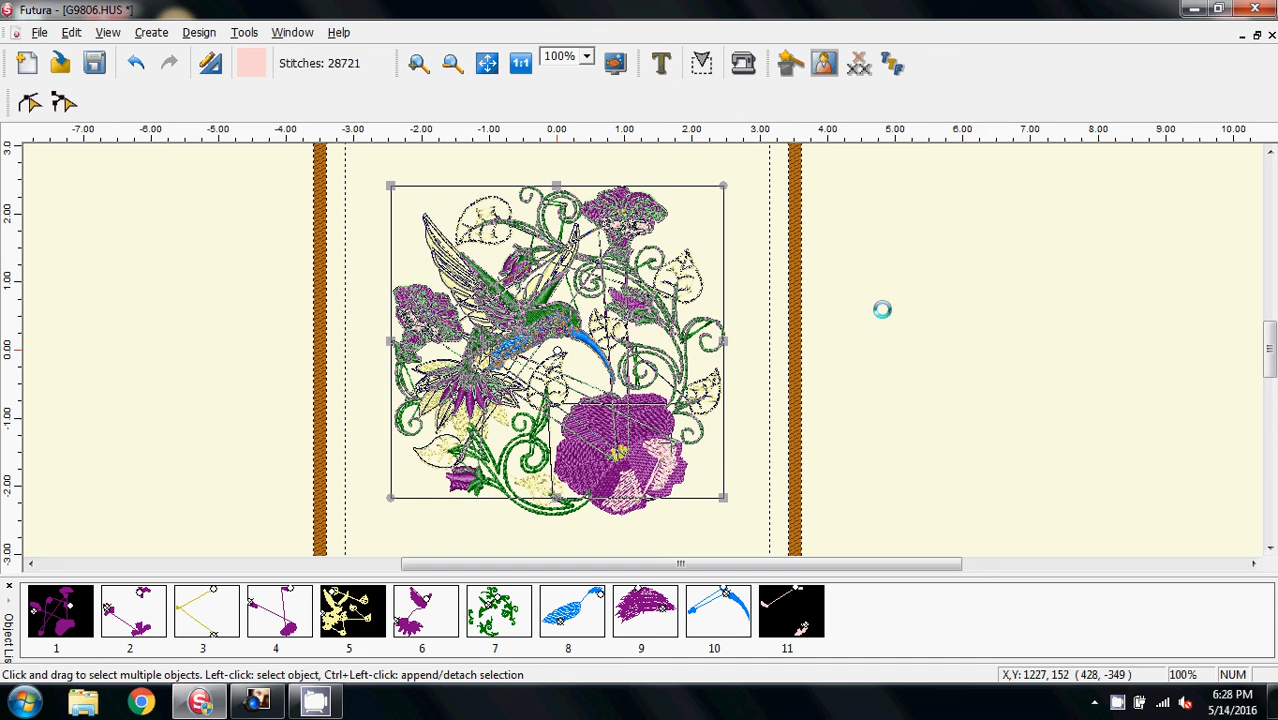 Futura - [G9806.HUS *]
File Edit View Create Design Tools Window Help
Stitches: 28721
100%
1:1
-7.00 -6.00 -5.00 -4.00 -3.00 -2.00 -1.00 0.00 1.00 2.00 3.00 4.00 5.00 6.00 7.00 8.00 9.00 10.00
3.0
2.00
1.00
0.00
-1.00
-2.00
-3.00
Object Lis
1 2 3 4 5 6 7 8 9 10 11
Click and drag to select multiple objects. Left-click: select object, Ctrl+Left-click: append/detach selection
X,Y: 1227, 152 ( 428, -349 ) 100% NUM
6:28 PM
5/14/2016